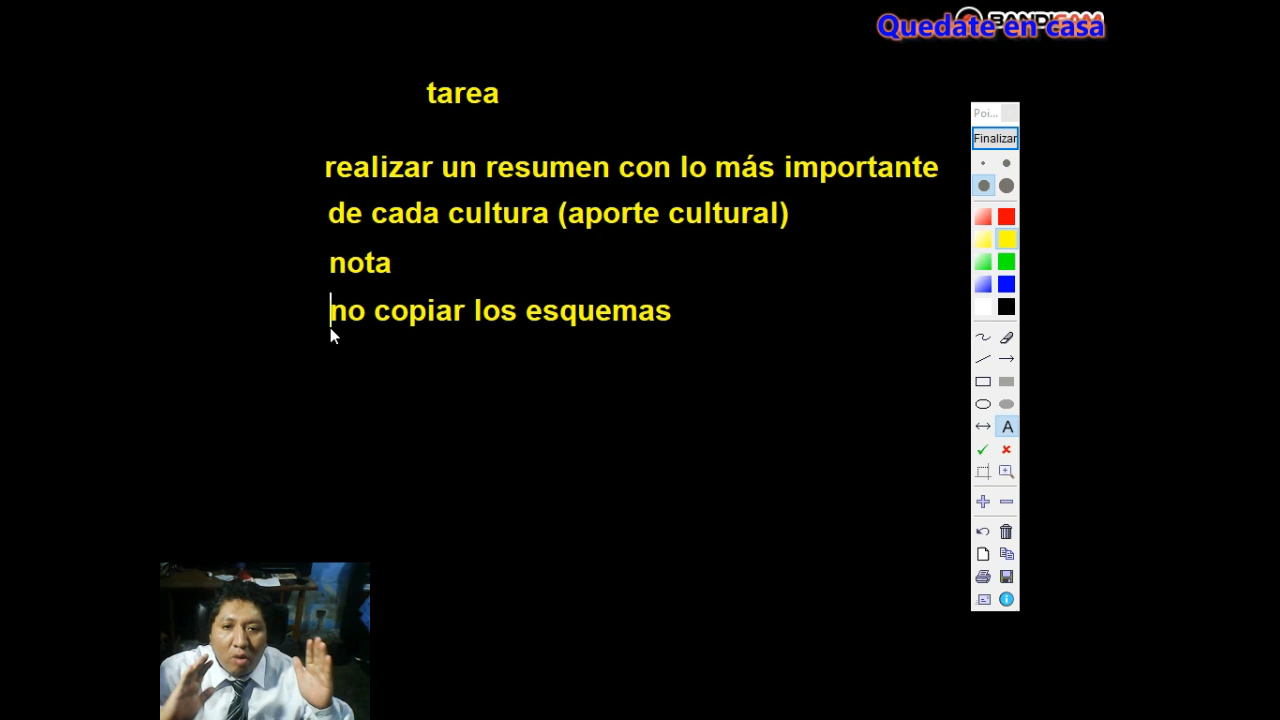 Quedate en casa
tarea
realizar un resumen con lo más importante
de cada cultura (aporte cultural)
nota
no copiar los esquemas
Poi...
Finalizar
A